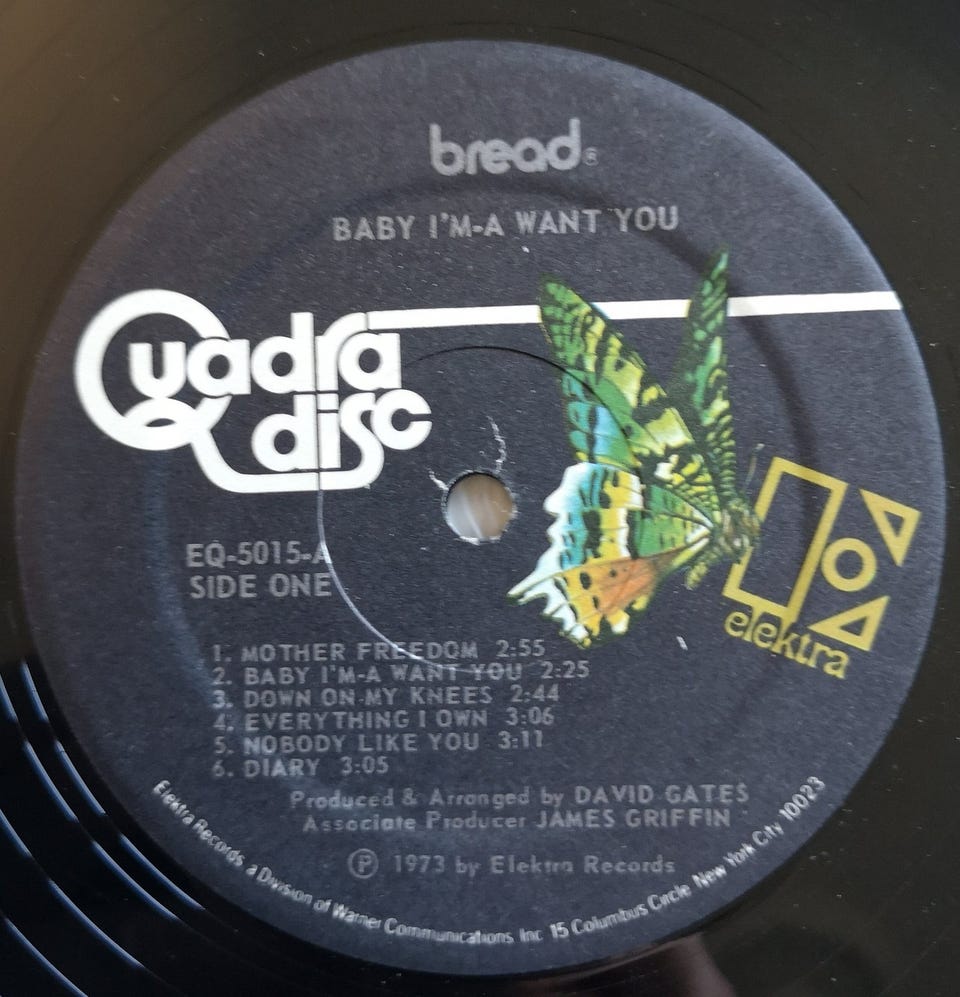 bread®
BABY I'M-A WANT YOU
Quadra
disc
EQ-5015-A
SIDE ONE
elektra
1. MOTHER FREEDOM 2:55
2. BABY I'M-A WANT YOU 2:25
3. DOWN ON MY KNEES 2:44
4. EVERYTHING I OWN 3:06
5. NOBODY LIKE YOU 3:11
6. DIARY 3:05
Produced & Arranged by DAVID GATES
Associate Producer JAMES GRIFFIN
℗ 1973 by Elektra Records
Elektra Records, a Division of Warner Communications Inc 15 Columbus Circle New York City 10023